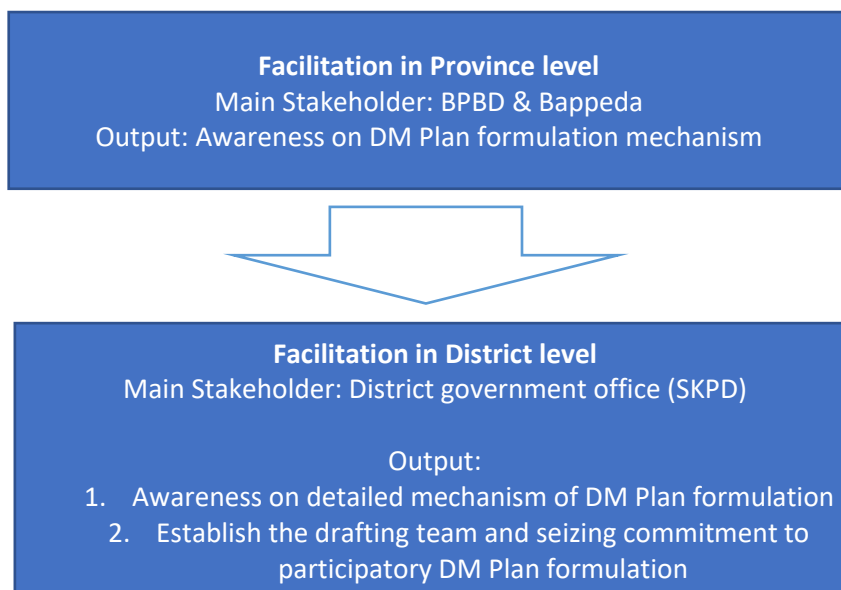 Facilitation in Province level
Main Stakeholder: BPBD & Bappeda
Output: Awareness on DM Plan formulation mechanism
Facilitation in District level
Main Stakeholder: District government office (SKPD)
Output:
1. Awareness on detailed mechanism of DM Plan formulation
2. Establish the drafting team and seizing commitment to
participatory DM Plan formulation